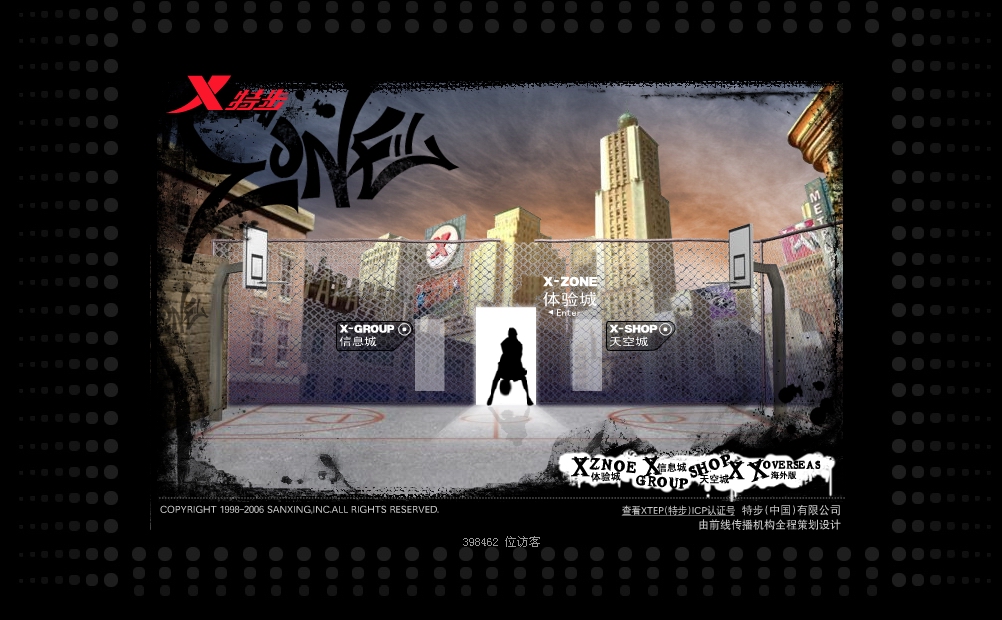 X 特步
ZONE
X-ZONE
体验城
Enter
X-GROUP
信息城
X-SHOP
天空城
XZNOE
体验城
X信息城
GROUP
SHOPX
天空城
XOVERSEAS
海外版
COPYRIGHT 1998-2006 SANXING,INC.ALL RIGHTS RESERVED.
查看XTEP(特步)ICP认证号 特步(中国)有限公司
由前线传播机构全程策划设计
398462 位访客